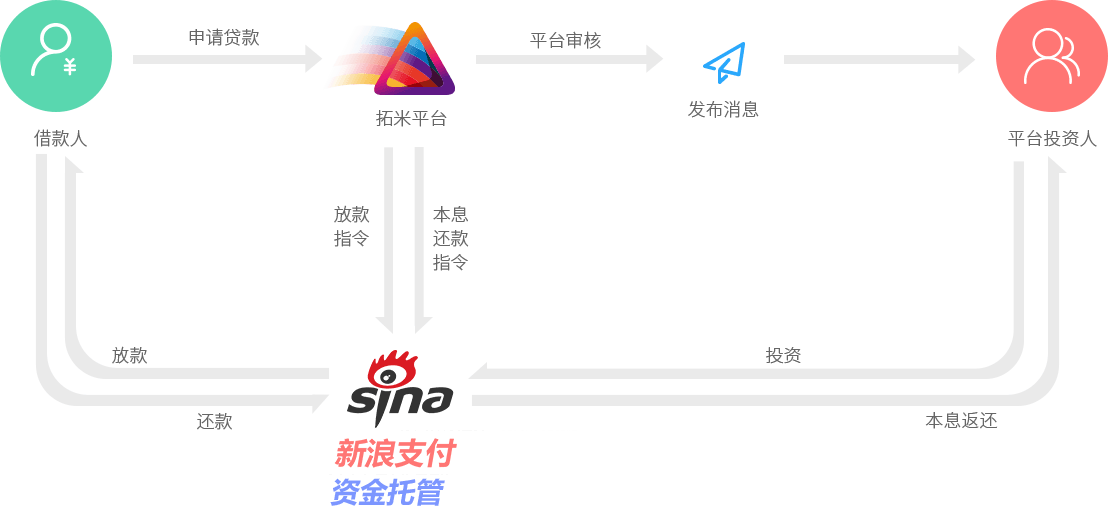 申请贷款
平台审核
¥
拓米平台
发布消息
借款人
平台投资人
放款
指令
本息
还款
指令
放款
投资
还款
本息返还
sina
新浪支付
资金托管